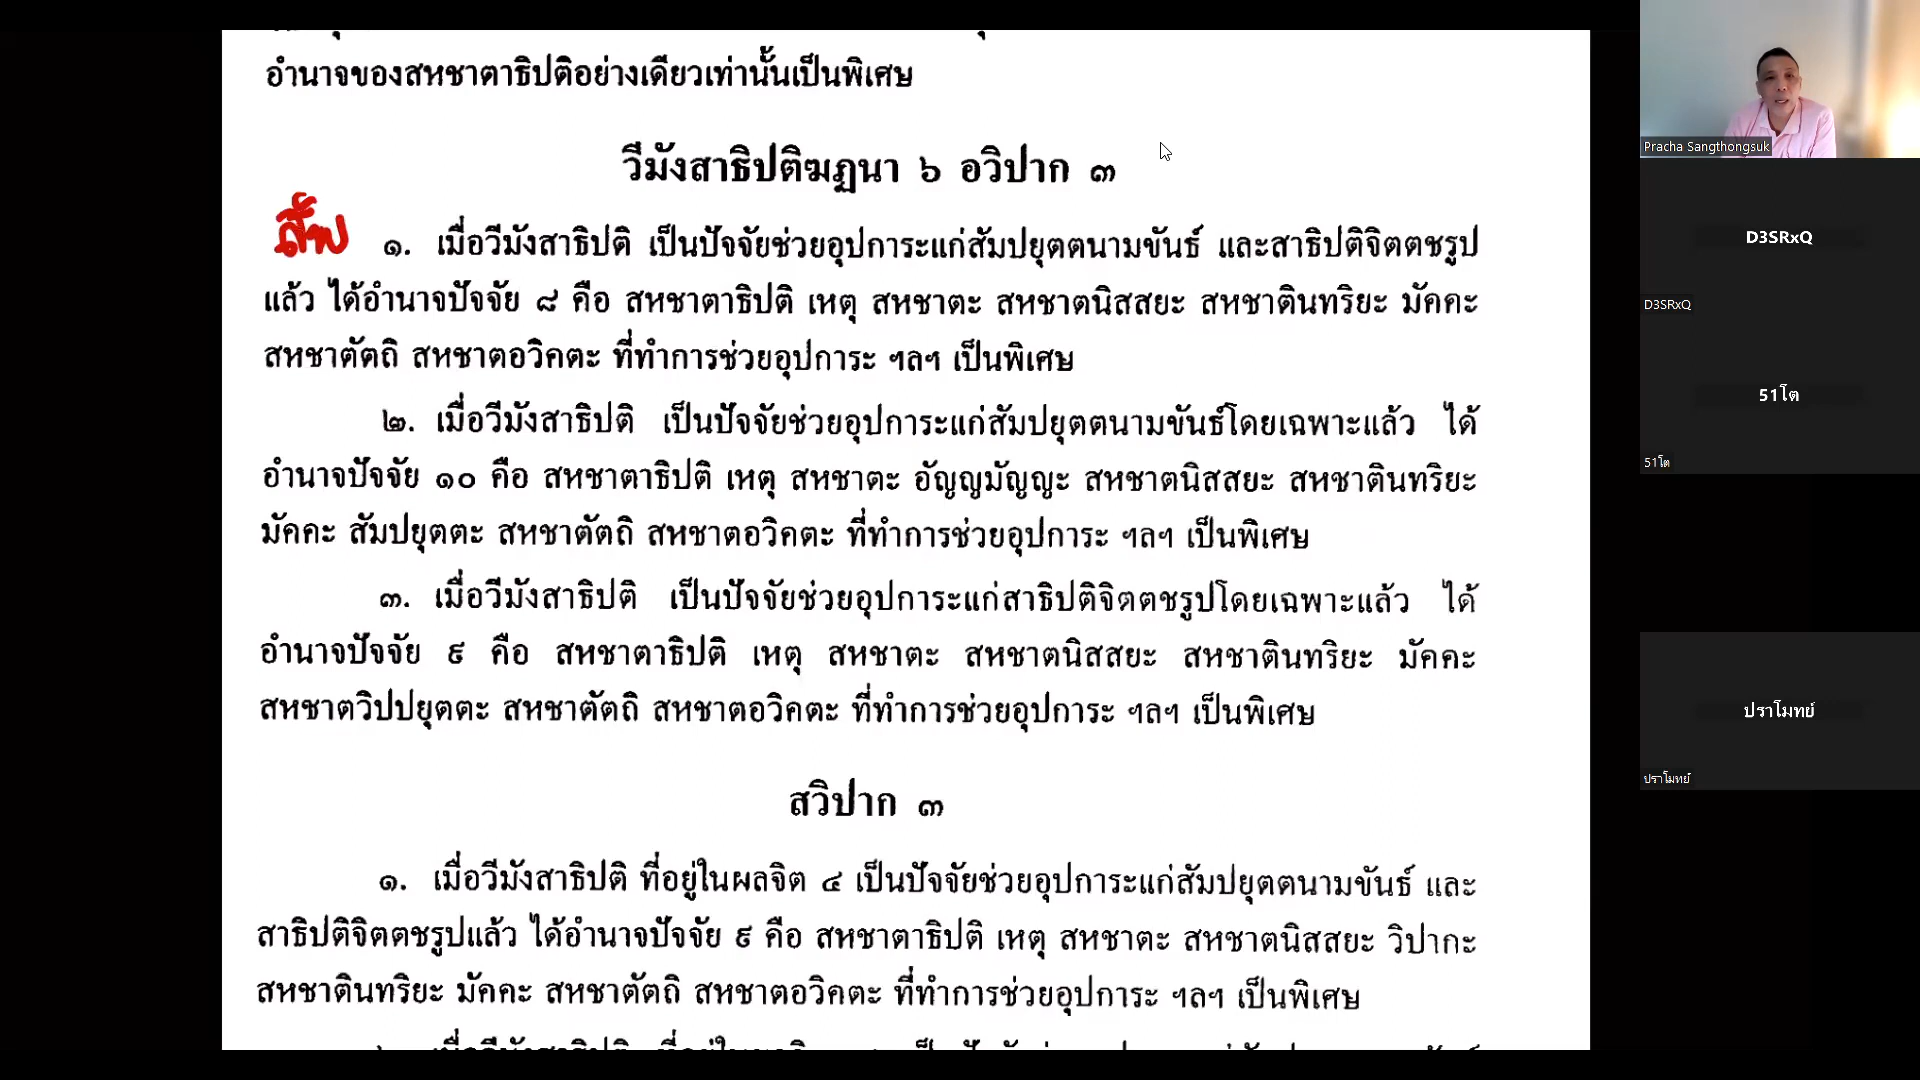 อำนาจของสหชาตาธิปติอย่างเดียวเท่านั้นเป็นพิเศษ
วีมังสาธิปติฆฏนา ๖ อวิปาก ๓
๑. เมื่อวีมังสาธิปติ เป็นปัจจัยช่วยอุปการะแก่สัมปยุตตนามขันธ์ และสาธิปติจิตตชรูป
แล้ว ได้อำนาจปัจจัย ๘ คือ สหชาตาธิปติ เหตุ สหชาตะ สหชาตนิสสยะ สหชาตินทริยะ มัคคะ
สหชาตัตถิ สหชาตอวิคตะ ที่ทำการช่วยอุปการะ ฯลฯ เป็นพิเศษ
๒. เมื่อวีมังสาธิปติ เป็นปัจจัยช่วยอุปการะแก่สัมปยุตตนามขันธ์โดยเฉพาะแล้ว ได้
อำนาจปัจจัย ๑๐ คือ สหชาตาธิปติ เหตุ สหชาตะ อัญญมัญญะ สหชาตนิสสยะ สหชาตินทริยะ
มัคคะ สัมปยุตตะ สหชาตัตถิ สหชาตอวิคตะ ที่ทำการช่วยอุปการะ ฯลฯ เป็นพิเศษ
๓. เมื่อวีมังสาธิปติ เป็นปัจจัยช่วยอุปการะแก่สาธิปติจิตตชรูปโดยเฉพาะแล้ว ได้
อำนาจปัจจัย ๙ คือ สหชาตาธิปติ เหตุ สหชาตะ สหชาตนิสสยะ สหชาตินทริยะ มัคคะ
สหชาตวิปปยุตตะ สหชาตัตถิ สหชาตอวิคตะ ที่ทำการช่วยอุปการะ ฯลฯ เป็นพิเศษ
สวิปาก ๓
๑. เมื่อวีมังสาธิปติ ที่อยู่ในผลจิต ๔ เป็นปัจจัยช่วยอุปการะแก่สัมปยุตตนามขันธ์ และ
สาธิปติจิตตชรูปแล้ว ได้อำนาจปัจจัย ๙ คือ สหชาตาธิปติ เหตุ สหชาตะ สหชาตนิสสยะ วิปากะ
สหชาตินทริยะ มัคคะ สหชาตัตถิ สหชาตอวิคตะ ที่ทำการช่วยอุปการะ ฯลฯ เป็นพิเศษ
Pracha Sangthongsuk
D3SRxQ
D3SRxQ
51โต
51โต
ปราโมทย์
ปราโมทย์